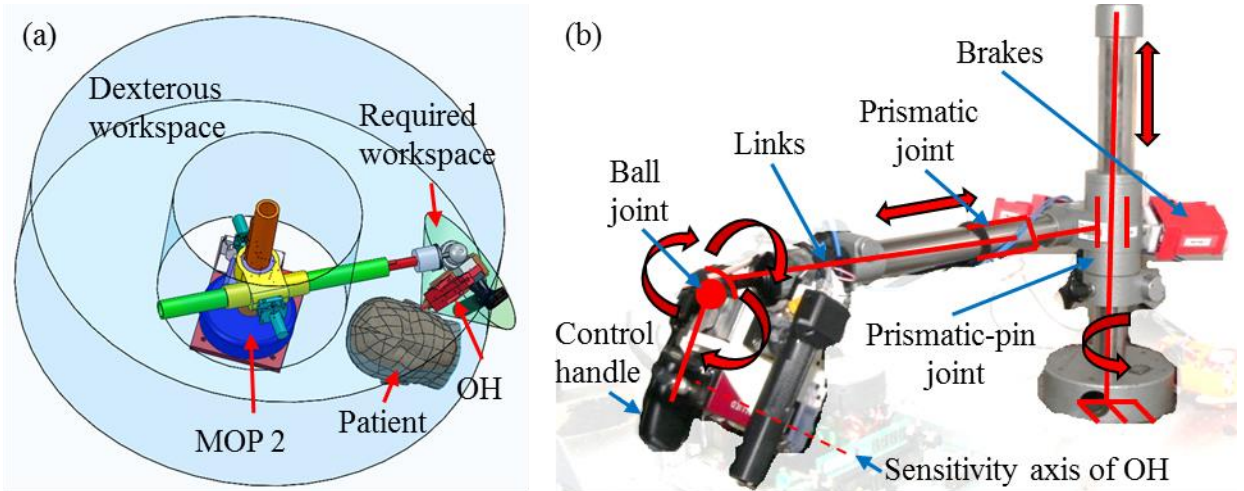 (a)
Dexterous
workspace
Required
workspace
OH
Patient
MOP 2
(b)
Brakes
Prismatic
joint
Links
Ball
joint
Control
handle
Prismatic-pin
joint
Sensitivity axis of OH